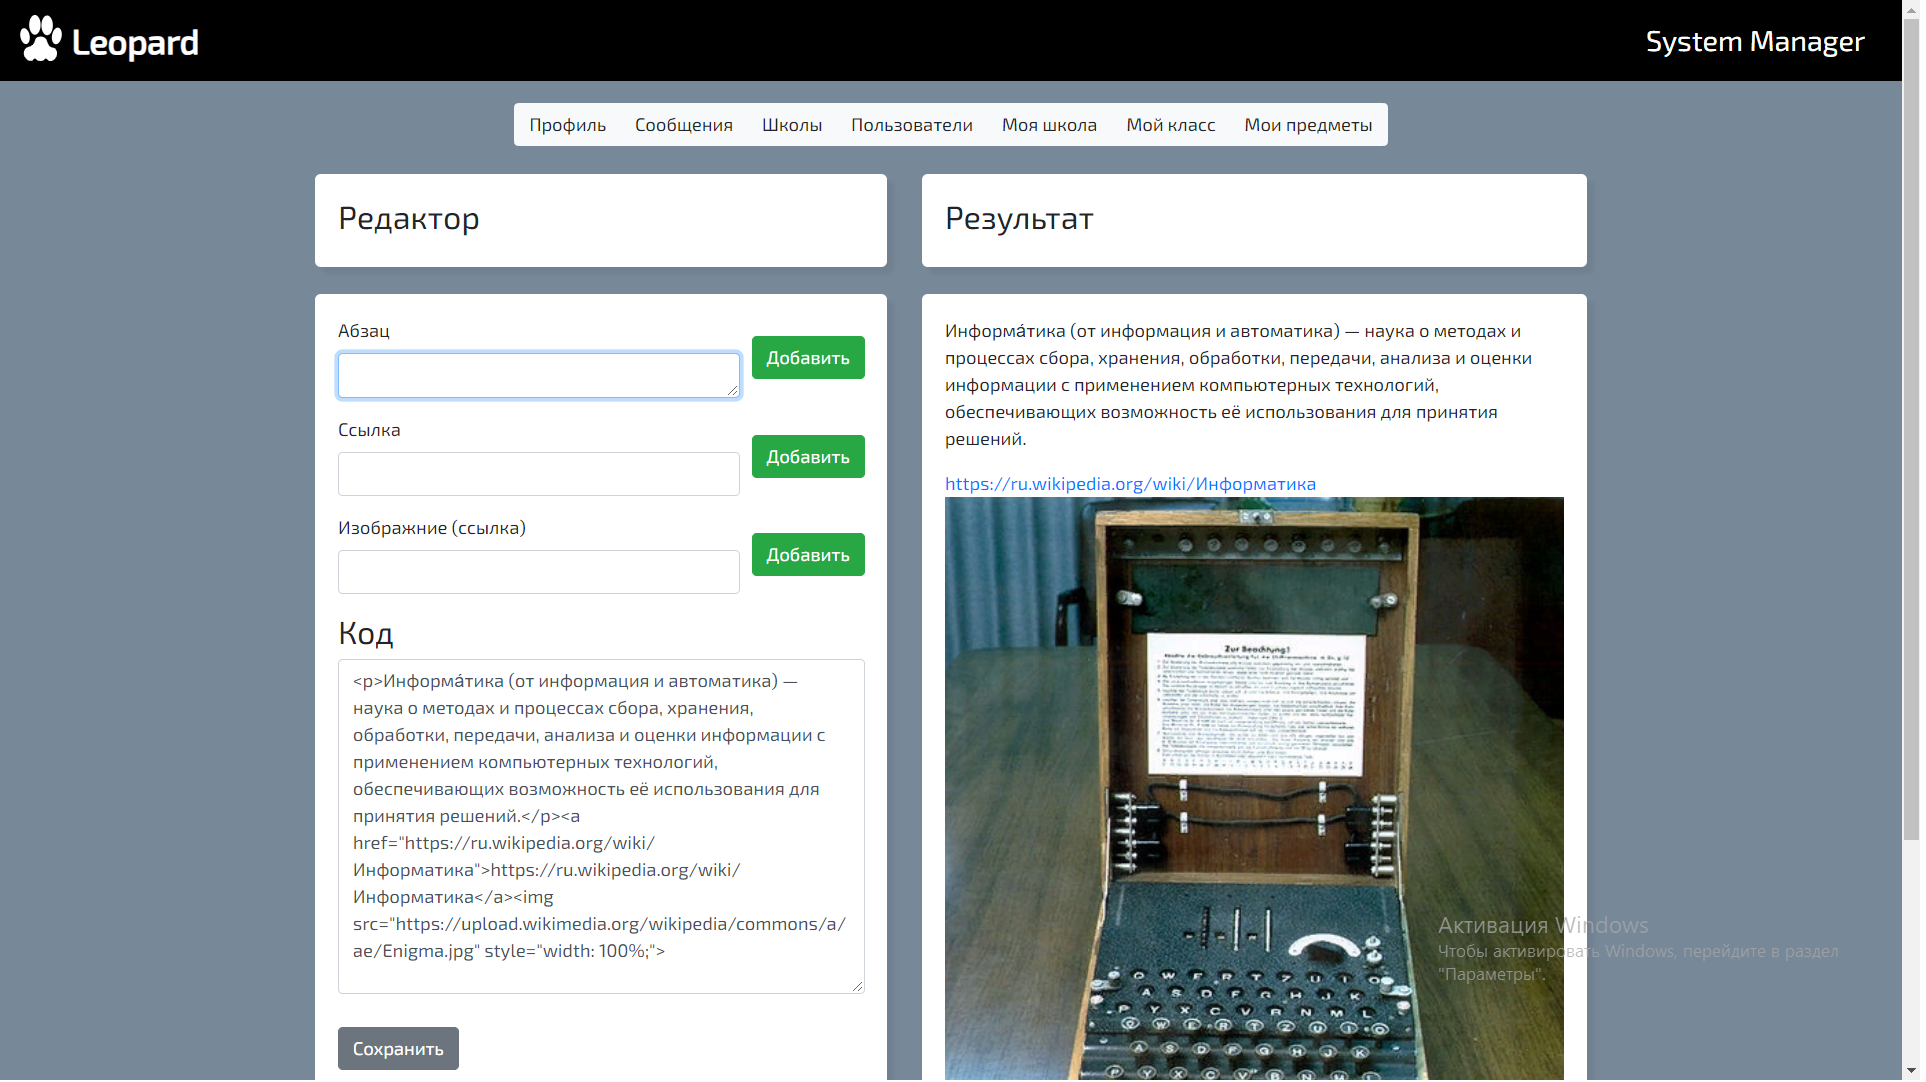 Leopard
System Manager
Профиль Сообщения Школы Пользователи Моя школа Мой класс Мои предметы
Редактор
Абзац
Добавить
Ссылка
Добавить
Изображние (ссылка)
Добавить
Код
<p>Информа́тика (от информация и автоматика) —
наука о методах и процессах сбора, хранения,
обработки, передачи, анализа и оценки информации с
применением компьютерных технологий,
обеспечивающих возможность её использования для
принятия решений.</p><a
href="https://ru.wikipedia.org/wiki/
Информатика">https://ru.wikipedia.org/wiki/
Информатика</a><img
src="https://upload.wikimedia.org/wikipedia/commons/a/
ae/Enigma.jpg" style="width: 100%;">
Сохранить
Результат
Информа́тика (от информация и автоматика) — наука о методах и
процессах сбора, хранения, обработки, передачи, анализа и оценки
информации с применением компьютерных технологий,
обеспечивающих возможность её использования для принятия
решений.
https://ru.wikipedia.org/wiki/Информатика
Zur Beachtung!
Q W E R T Z U I O
A S D F G H J K
P Y X C V B N M L
Q W E R T Z U I O
A S D F G H J K
P Y X C V B N M L
Активация Windows
Чтобы активировать Windows, перейдите в раздел
"Параметры".